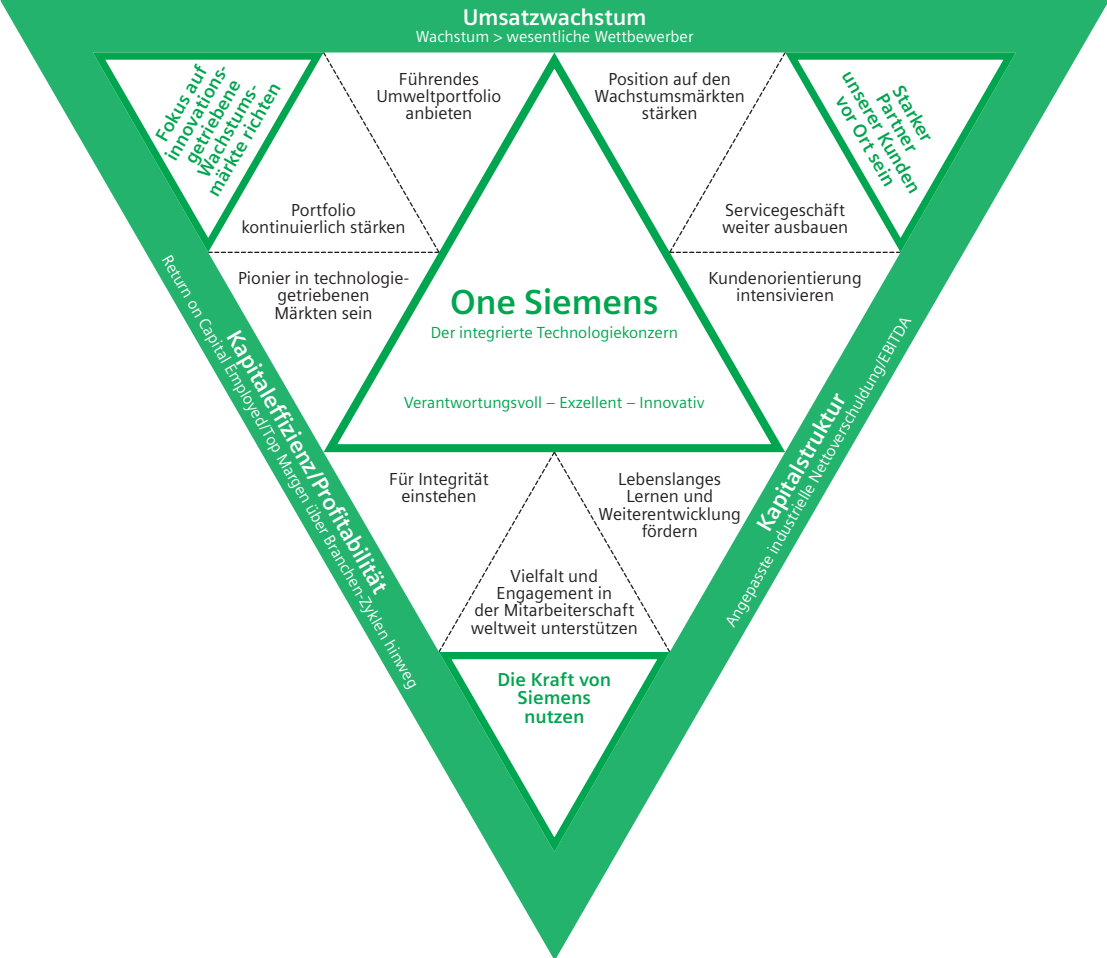 Umsatzwachstum
Wachstum > wesentliche Wettbewerber
Fokus auf
innovations-
getriebene
Wachstums-
märkte richten
Führendes
Umweltportfolio
anbieten
Position auf den
Wachstumsmärkten
stärken
Starker
Partner
unserer Kunden
vor Ort sein
Portfolio
kontinuierlich stärken
Servicegeschäft
weiter ausbauen
Pionier in technologie-
getriebenen
Märkten sein
Kundenorientierung
intensivieren
One Siemens
Der integrierte Technologiekonzern
Verantwortungsvoll – Exzellent – Innovativ
Kapitaleffizienz/Profitabilität
Return on Capital Employed/Top Margen über Branchen-Zyklen hinweg
Kapitalstruktur
Angepasste industrielle Nettoverschuldung/EBITDA
Für Integrität
einstehen
Lebenslanges
Lernen und
Weiterentwicklung
fördern
Vielfalt und
Engagement in
der Mitarbeiterschaft
weltweit unterstützen
Die Kraft von
Siemens
nutzen